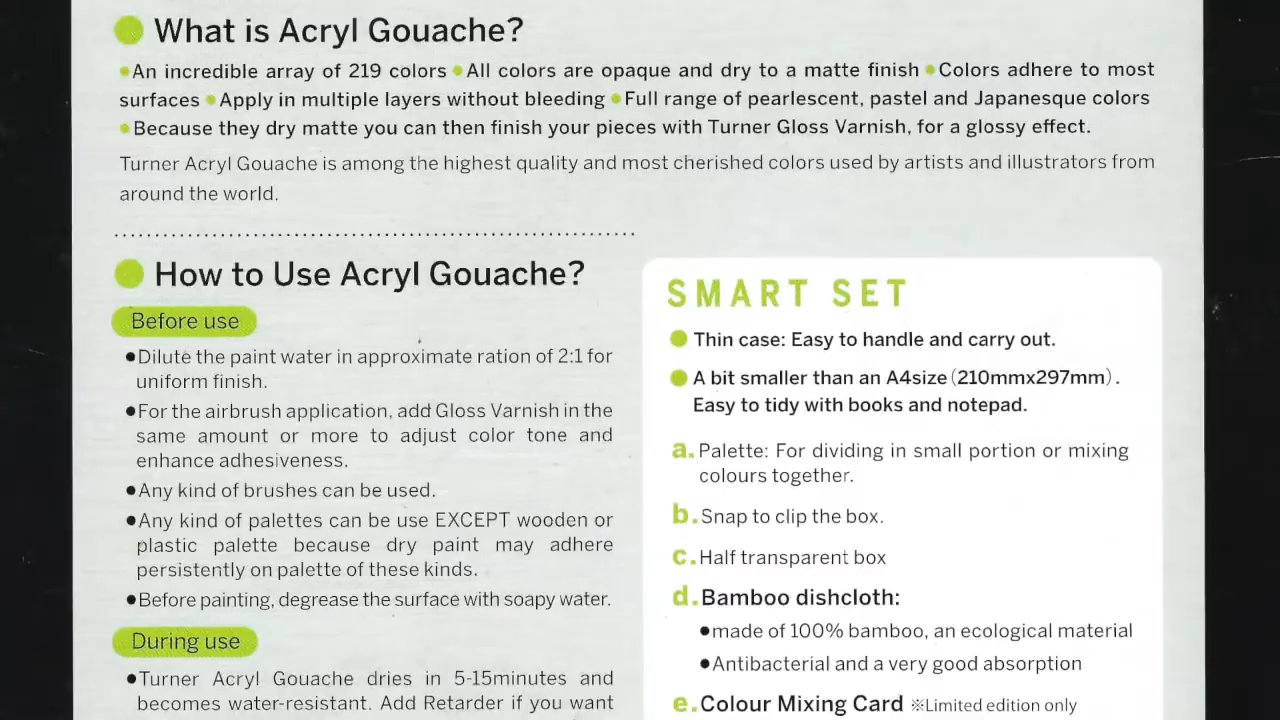 What is Acryl Gouache?
•An incredible array of 219 colors •All colors are opaque and dry to a matte finish •Colors adhere to most
surfaces •Apply in multiple layers without bleeding •Full range of pearlescent, pastel and Japanesque colors
•Because they dry matte you can then finish your pieces with Turner Gloss Varnish, for a glossy effect.
Turner Acryl Gouache is among the highest quality and most cherished colors used by artists and illustrators from
around the world.
How to Use Acryl Gouache?
Before use
•Dilute the paint water in approximate ration of 2:1 for
uniform finish.
•For the airbrush application, add Gloss Varnish in the
same amount or more to adjust color tone and
enhance adhesiveness.
•Any kind of brushes can be used.
•Any kind of palettes can be use EXCEPT wooden or
plastic palette because dry paint may adhere
persistently on palette of these kinds.
•Before painting, degrease the surface with soapy water.
During use
•Turner Acryl Gouache dries in 5-15minutes and
becomes water-resistant. Add Retarder if you want
SMART SET
Thin case: Easy to handle and carry out.
A bit smaller than an A4size (210mmx297mm).
Easy to tidy with books and notepad.
a. Palette: For dividing in small portion or mixing
colours together.
b. Snap to clip the box.
c. Half transparent box
d. Bamboo dishcloth:
•made of 100% bamboo, an ecological material
•Antibacterial and a very good absorption
e. Colour Mixing Card ※Limited edition only